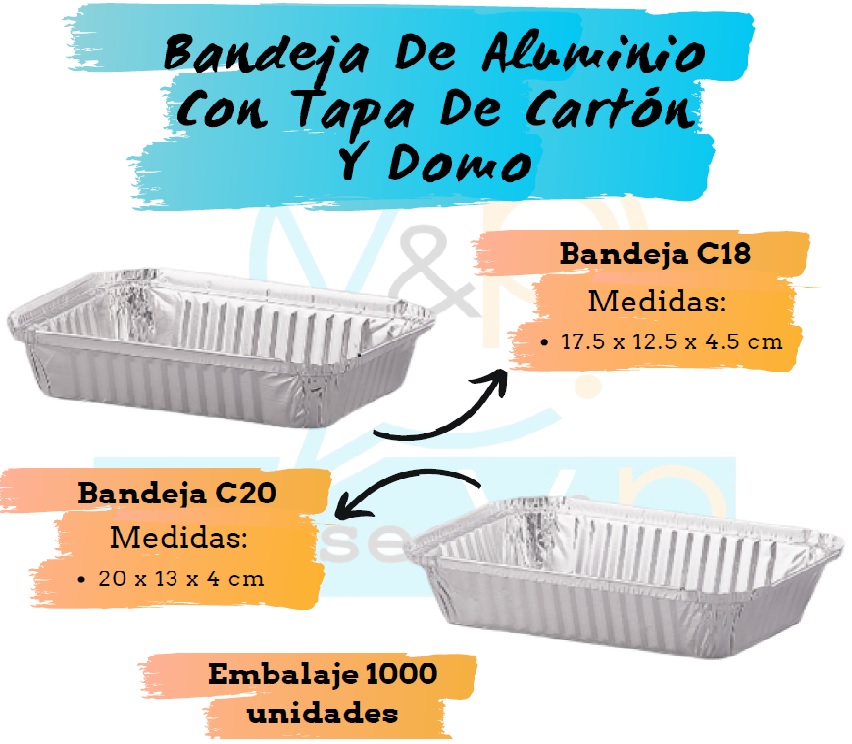 Bandeja De Aluminio
Con Tapa De Cartón
Y Domo
&
Bandeja C18
Medidas:
• 17.5 x 12.5 x 4.5 cm
Bandeja C20
Medidas:
• 20 x 13 x 4 cm
Embalaje 1000
unidades